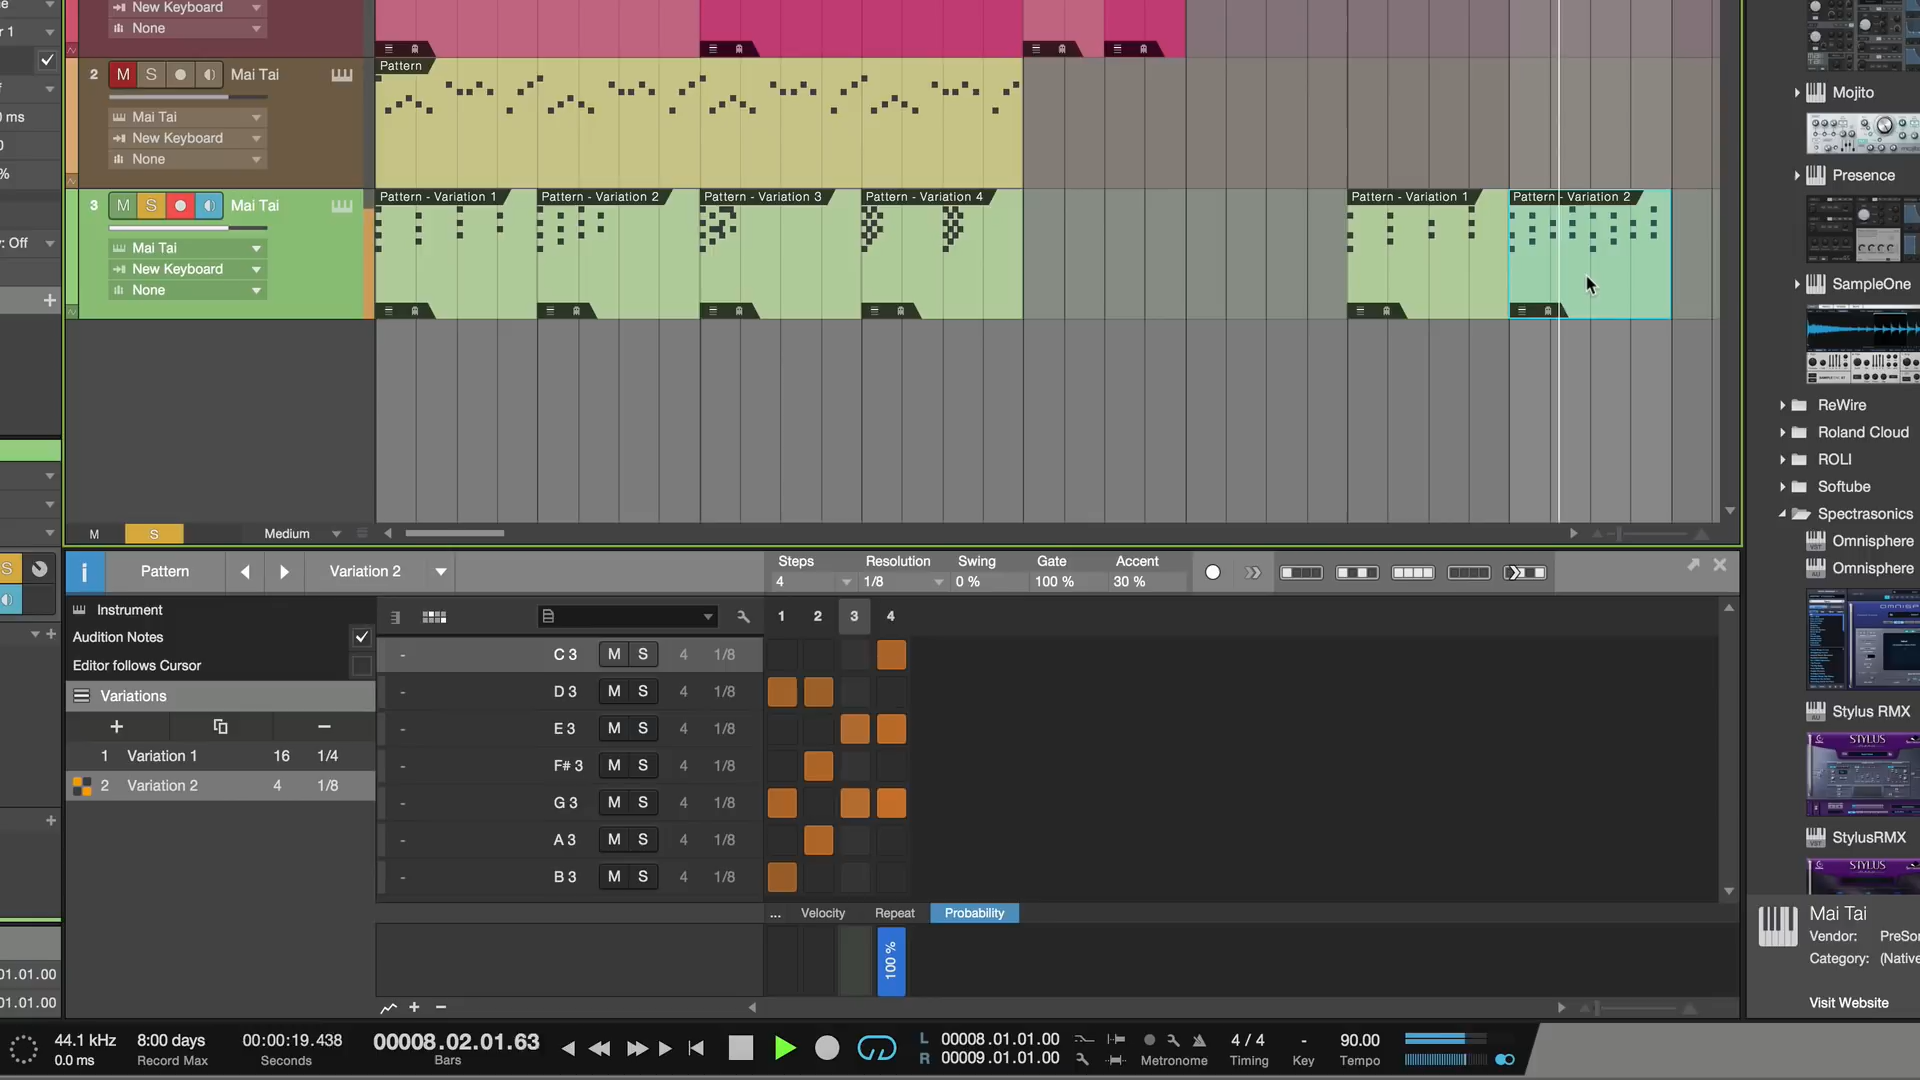 New Keyboard
None
r 1
2 M S Mai Tai
Pattern
Mai Tai
0 ms
New Keyboard
0
None
%
3 M S Mai Tai
Pattern - Variation 1
Pattern - Variation 2
Pattern - Variation 3
Pattern - Variation 4
Pattern - Variation 1
Pattern - Variation 2
y: Off
Mai Tai
New Keyboard
None
Mojito
Presence
SampleOne
ReWire
Roland Cloud
ROLI
Softube
Spectrasonics
Omnisphere
Omnisphere
Stylus RMX
STYLUS
StylusRMX
STYLUS
M S Medium
i Pattern Variation 2
Steps Resolution Swing Gate Accent
4 1/8 0 % 100 % 30 %
Instrument
Audition Notes
Editor follows Cursor
Variations
+ −
1 Variation 1 16 1/4
2 Variation 2 4 1/8
1 2 3 4
- C 3 M S 4 1/8
- D 3 M S 4 1/8
- E 3 M S 4 1/8
- F# 3 M S 4 1/8
- G 3 M S 4 1/8
- A 3 M S 4 1/8
- B 3 M S 4 1/8
... Velocity Repeat Probability
100 %
S
Mai Tai
Vendor: PreSo
Category: (Native
Visit Website
01.01.00
01.01.00
44.1 kHz
0.0 ms
8:00 days
Record Max
00:00:19.438
Seconds
00008.02.01.63
Bars
L 00008.01.01.00
R 00009.01.01.00
Metronome
4 / 4
Timing
-
Key
90.00
Tempo